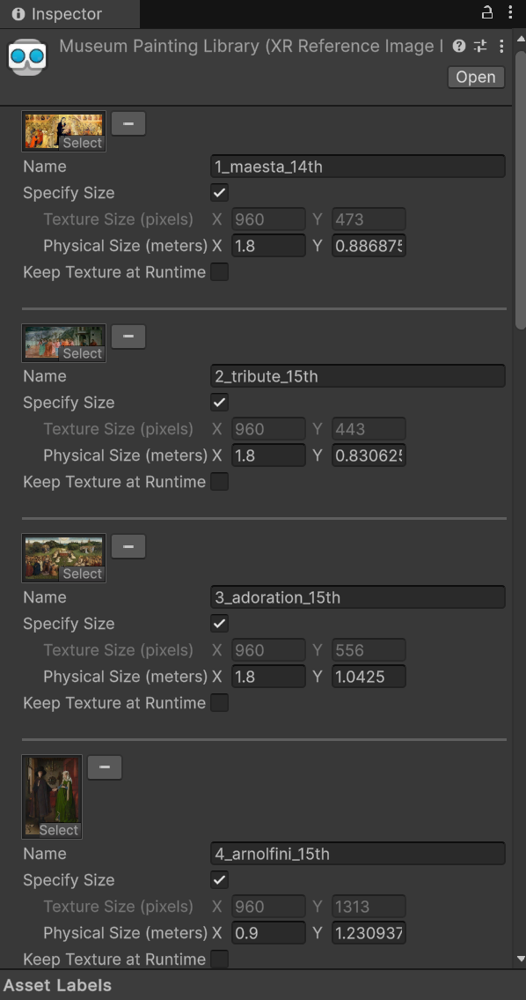 Inspector
Museum Painting Library (XR Reference Image l
Open
Select
Name 1_maesta_14th
Specify Size
Texture Size (pixels) X 960 Y 473
Physical Size (meters) X 1.8 Y 0.886875
Keep Texture at Runtime
Select
Name 2_tribute_15th
Specify Size
Texture Size (pixels) X 960 Y 443
Physical Size (meters) X 1.8 Y 0.830625
Keep Texture at Runtime
Select
Name 3_adoration_15th
Specify Size
Texture Size (pixels) X 960 Y 556
Physical Size (meters) X 1.8 Y 1.0425
Keep Texture at Runtime
Select
Name 4_arnolfini_15th
Specify Size
Texture Size (pixels) X 960 Y 1313
Physical Size (meters) X 0.9 Y 1.230937
Keep Texture at Runtime
Asset Labels